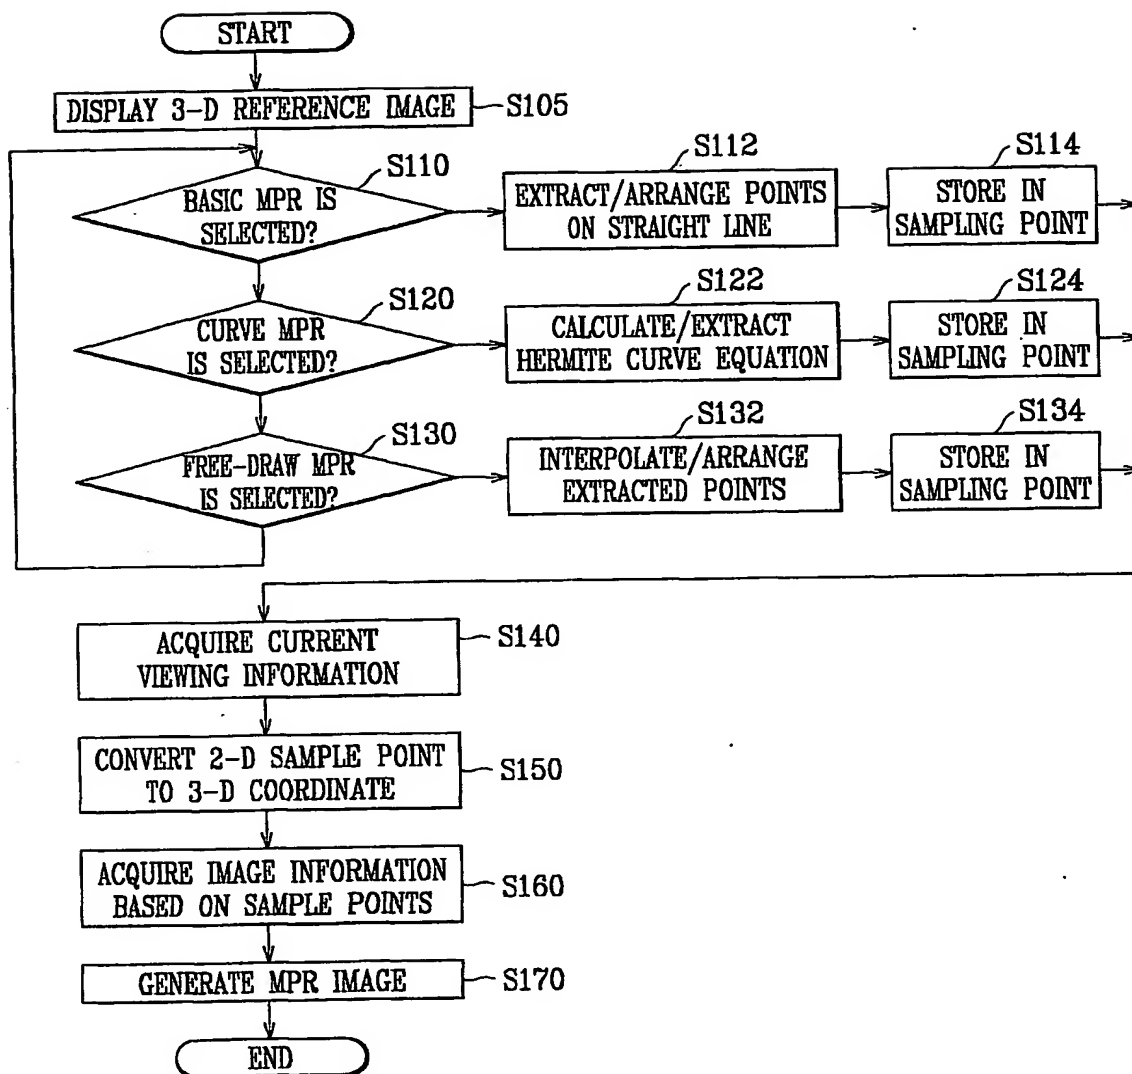 START
DISPLAY 3-D REFERENCE IMAGE
S105
S110
BASIC MPR IS
SELECTED?
S112
EXTRACT/ARRANGE POINTS
ON STRAIGHT LINE
S114
STORE IN
SAMPLING POINT
S120
CURVE MPR
IS SELECTED?
S122
CALCULATE/EXTRACT
HERMITE CURVE EQUATION
S124
STORE IN
SAMPLING POINT
S130
FREE-DRAW MPR
IS SELECTED?
S132
INTERPOLATE/ARRANGE
EXTRACTED POINTS
S134
STORE IN
SAMPLING POINT
ACQUIRE CURRENT
VIEWING INFORMATION
S140
CONVERT 2-D SAMPLE POINT
TO 3-D COORDINATE
S150
ACQUIRE IMAGE INFORMATION
BASED ON SAMPLE POINTS
S160
GENERATE MPR IMAGE
S170
END